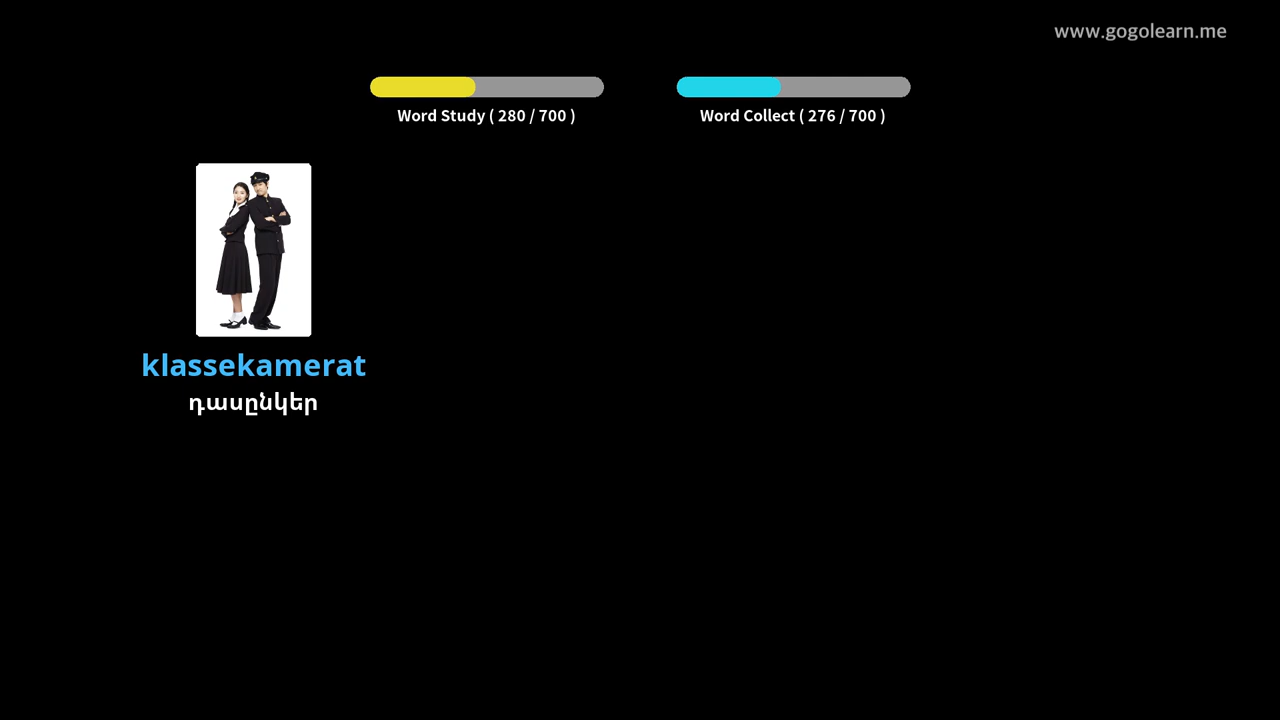 www.gogolearn.me
Word Study ( 280 / 700 )
Word Collect ( 276 / 700 )
klassekamerat
դասընկեր